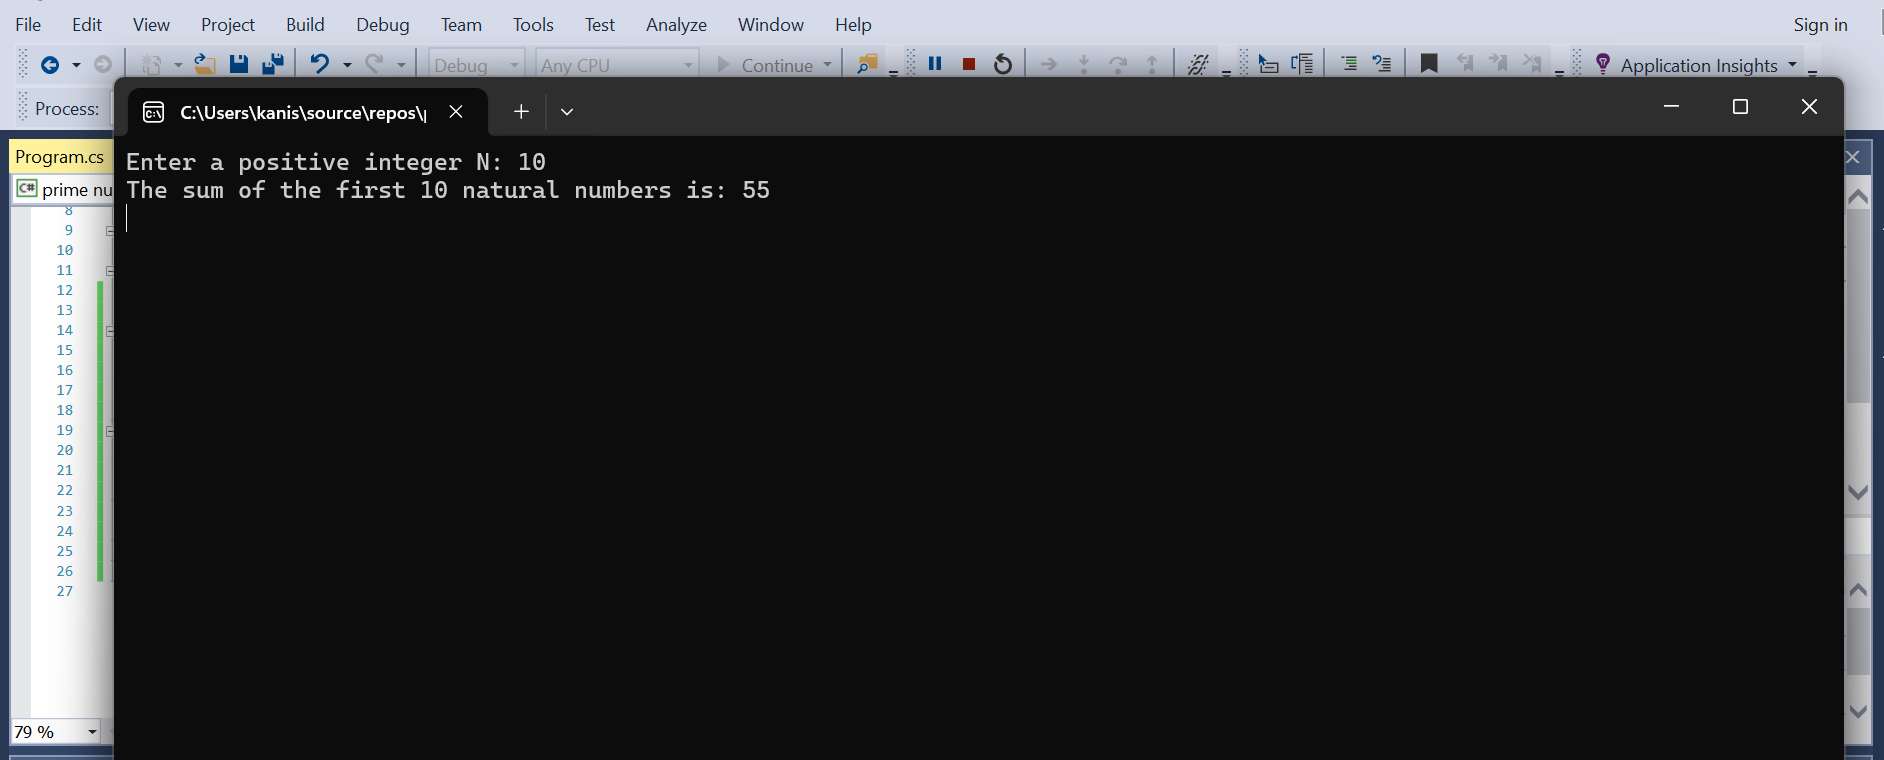 File Edit View Project Build Debug Team Tools Test Analyze Window Help Sign in
Debug Any CPU Continue Application Insights
Process:
C:\Users\kanis\source\repos\
Program.cs
Enter a positive integer N: 10
C# prime nu
The sum of the first 10 natural numbers is: 55
8
9
10
11
12
13
14
15
16
17
18
19
20
21
22
23
24
25
26
27
79 %